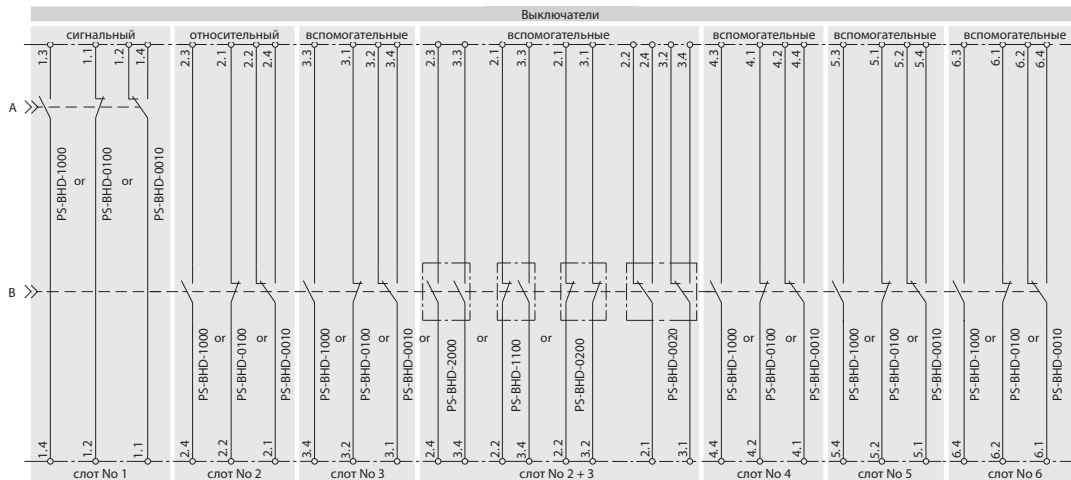 Выключатели
сигнальный
относительный
вспомогательные
вспомогательные
вспомогательные
вспомогательные
вспомогательные
1.3 1.1 1.2 1.4
2.3 2.1 2.2 2.4
3.3 3.1 3.2 3.4
2.3 3.3 2.1 3.3 2.1 3.1 2.2 2.4 3.2 3.4
4.3 4.1 4.2 4.4
5.3 5.1 5.2 5.4
6.3 6.1 6.2 6.4
A
PS-BHD-1000 or PS-BHD-0100 or PS-BHD-0010
B
PS-BHD-1000 or PS-BHD-0100 or PS-BHD-0010
PS-BHD-1000 or PS-BHD-0100 or PS-BHD-0010
or PS-BHD-2000 or PS-BHD-1100 or PS-BHD-0200 PS-BHD-0020
PS-BHD-1000 or PS-BHD-0100 or PS-BHD-0010
PS-BHD-1000 or PS-BHD-0100 or PS-BHD-0010
PS-BHD-1000 or PS-BHD-0100 or PS-BHD-0010
1.4 1.2 1.1
2.4 2.2 2.1
3.4 3.2 3.1
2.4 3.4 2.2 3.4 2.2 3.2 2.1 3.1
4.4 4.2 4.1
5.4 5.2 5.1
6.4 6.2 6.1
слот No 1
слот No 2
слот No 3
слот No 2 + 3
слот No 4
слот No 5
слот No 6